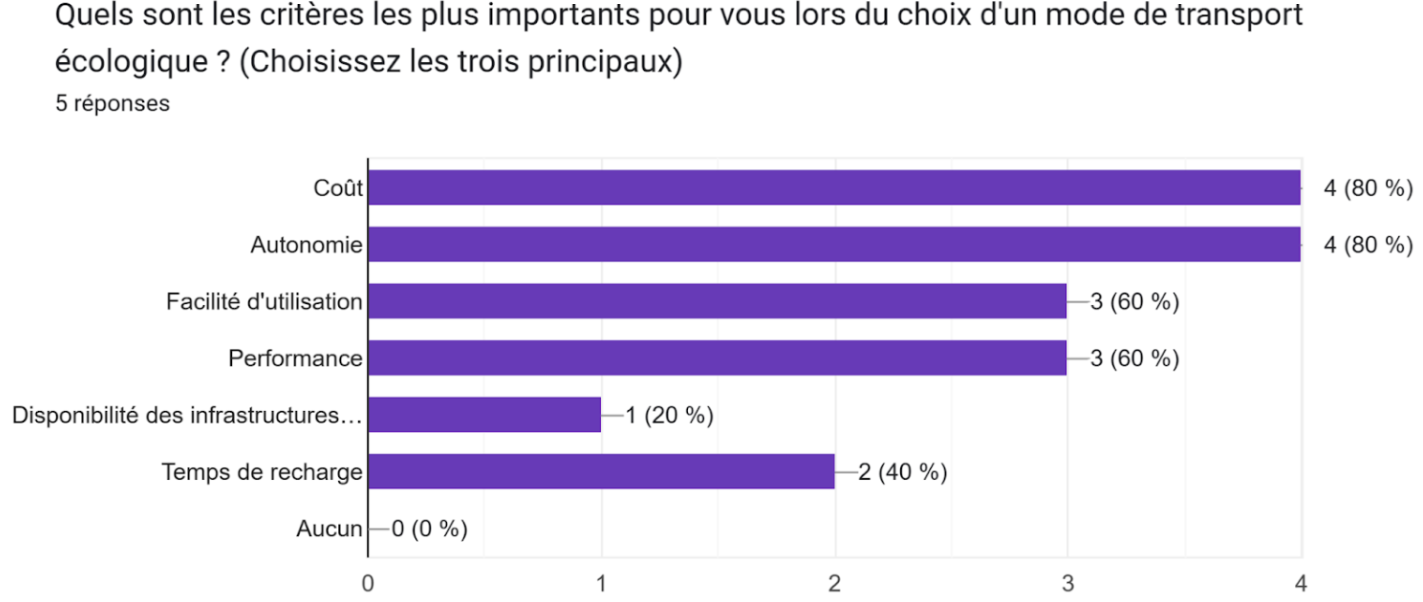 Quels sont les critères les plus importants pour vous lors du choix d'un mode de transport
écologique ? (Choisissez les trois principaux)
5 réponses
Coût 4 (80 %)
Autonomie 4 (80 %)
Facilité d'utilisation 3 (60 %)
Performance 3 (60 %)
Disponibilité des infrastructures… 1 (20 %)
Temps de recharge 2 (40 %)
Aucun 0 (0 %)
0 1 2 3 4